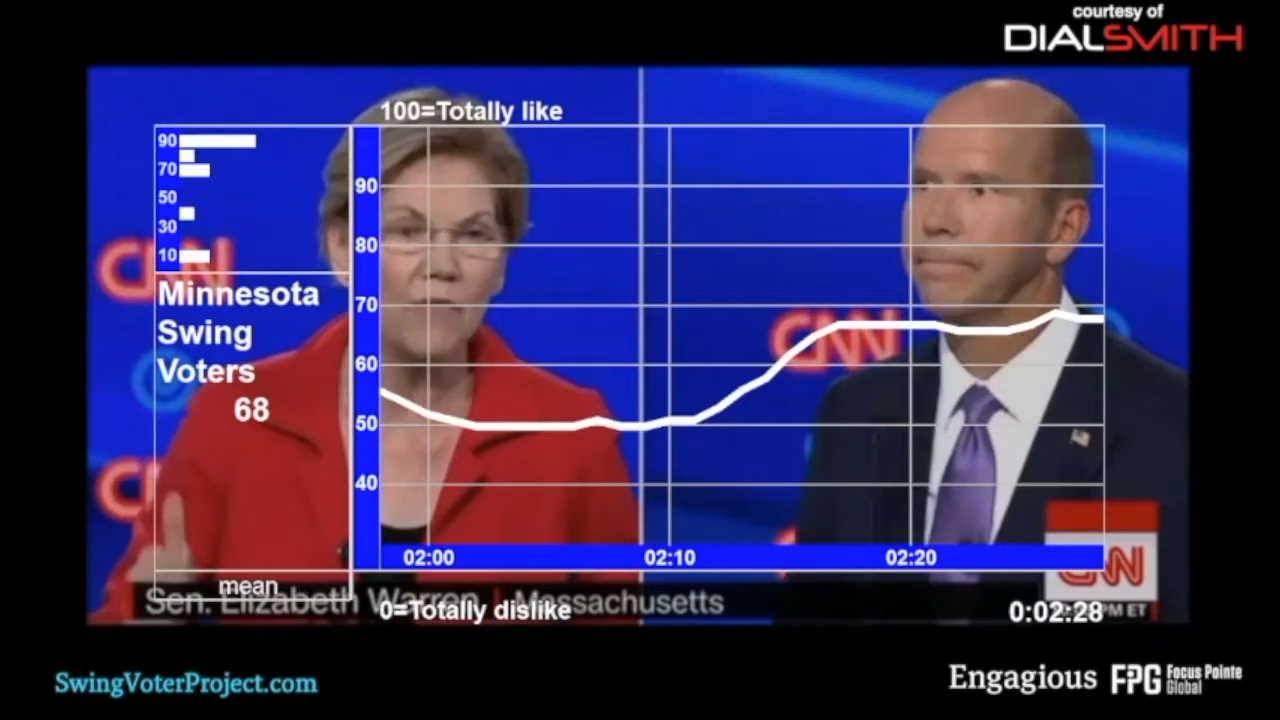 courtesy of
DIALSMITH
100=Totally like
90
70
50
30
10
90
80
70
60
50
40
CNN
CNN
Minnesota
Swing
Voters
68
02:00
02:10
02:20
mean
Sen. Elizabeth Warren | Massachusetts
0=Totally dislike
0:02:28
CNN
PM ET
SwingVoterProject.com
Engagious
FPG Focus Pointe
Global